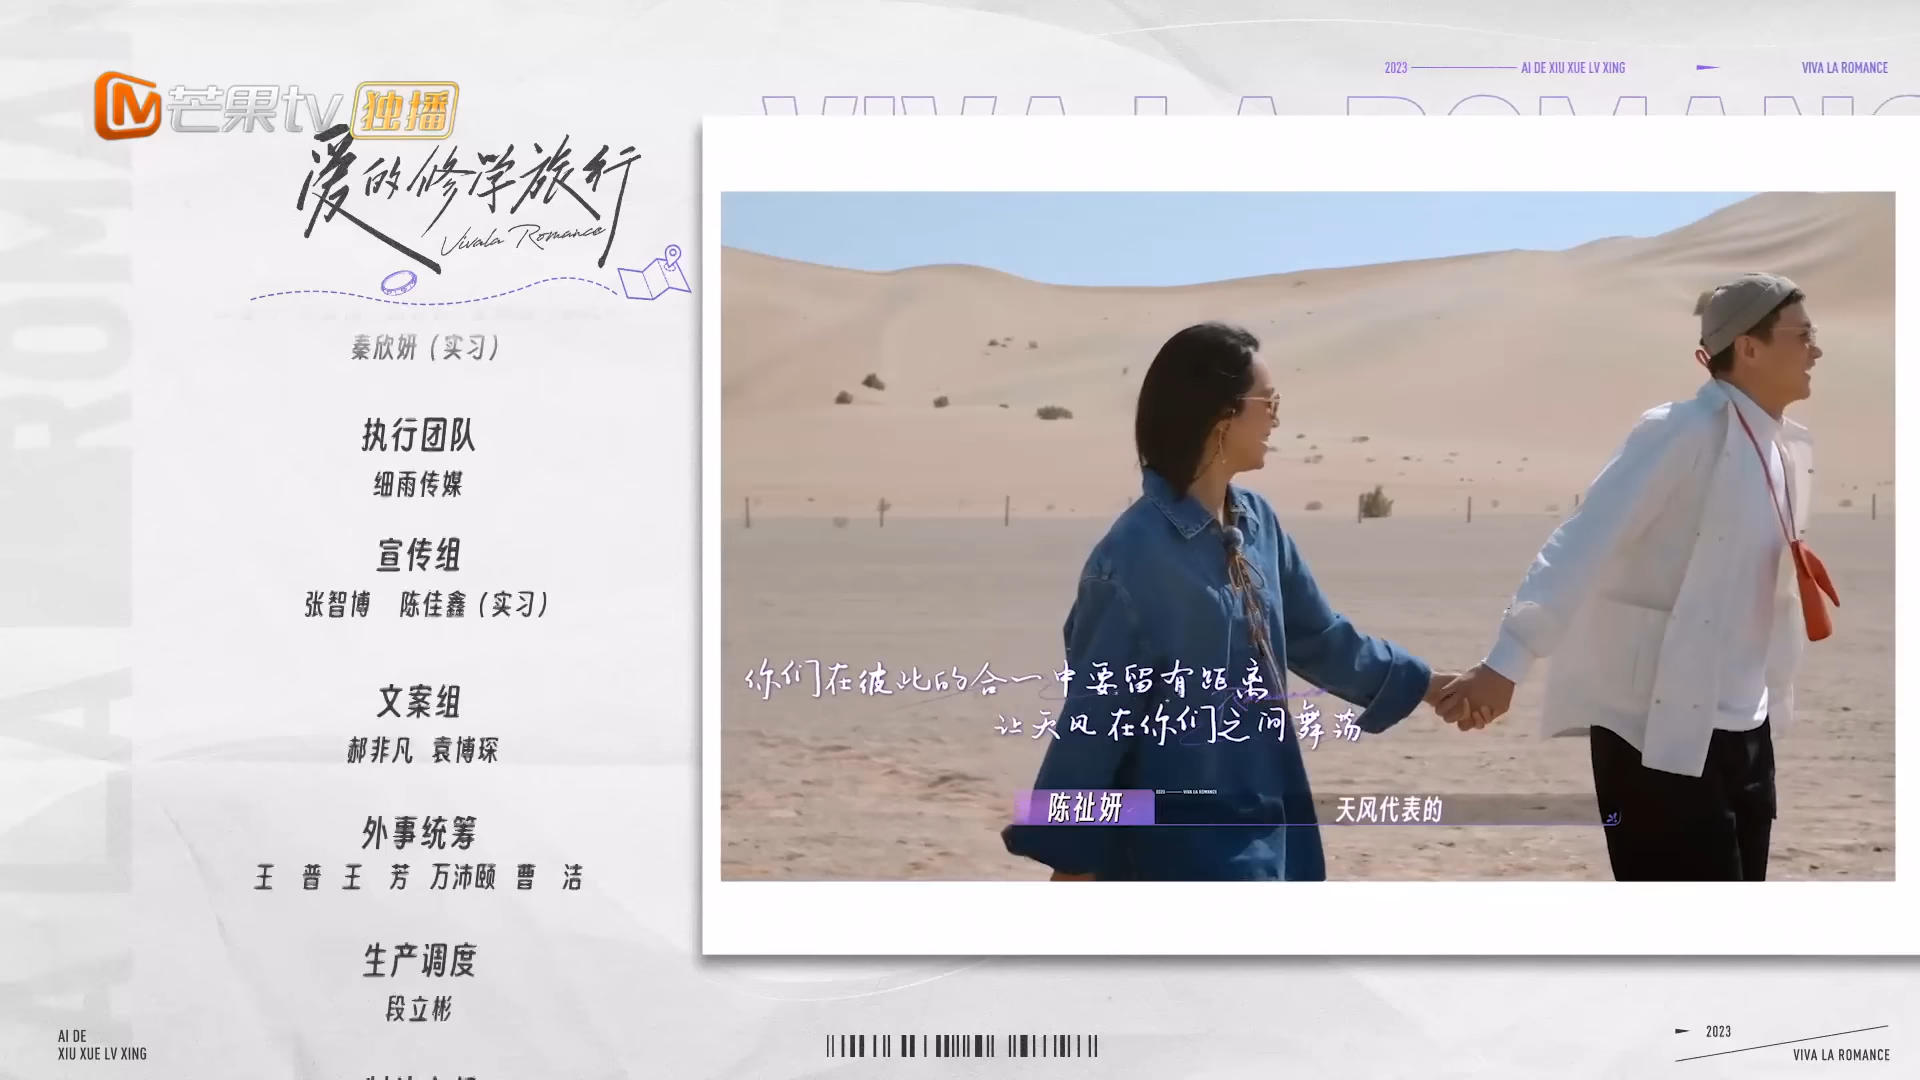 芒果tv 独播
爱的修学旅行
Vivala Romance
秦欣妍（实习）
执行团队
细雨传媒
宣传组
张智博 陈佳鑫（实习）
文案组
郝非凡 袁博琛
外事统筹
王 普 王 芳 万沛颐 曹 洁
生产调度
段立彬
AI DE
XIU XUE LV XING
2023 AI DE XIU XUE LV XING VIVA LA ROMANCE
VIVA LA ROMANC
你们在彼此的合一中要留有距离
让天风在你们之间舞荡
陈祉妍
2023 VIVA LA ROMANCE
天风代表的
2023
VIVA LA ROMANCE